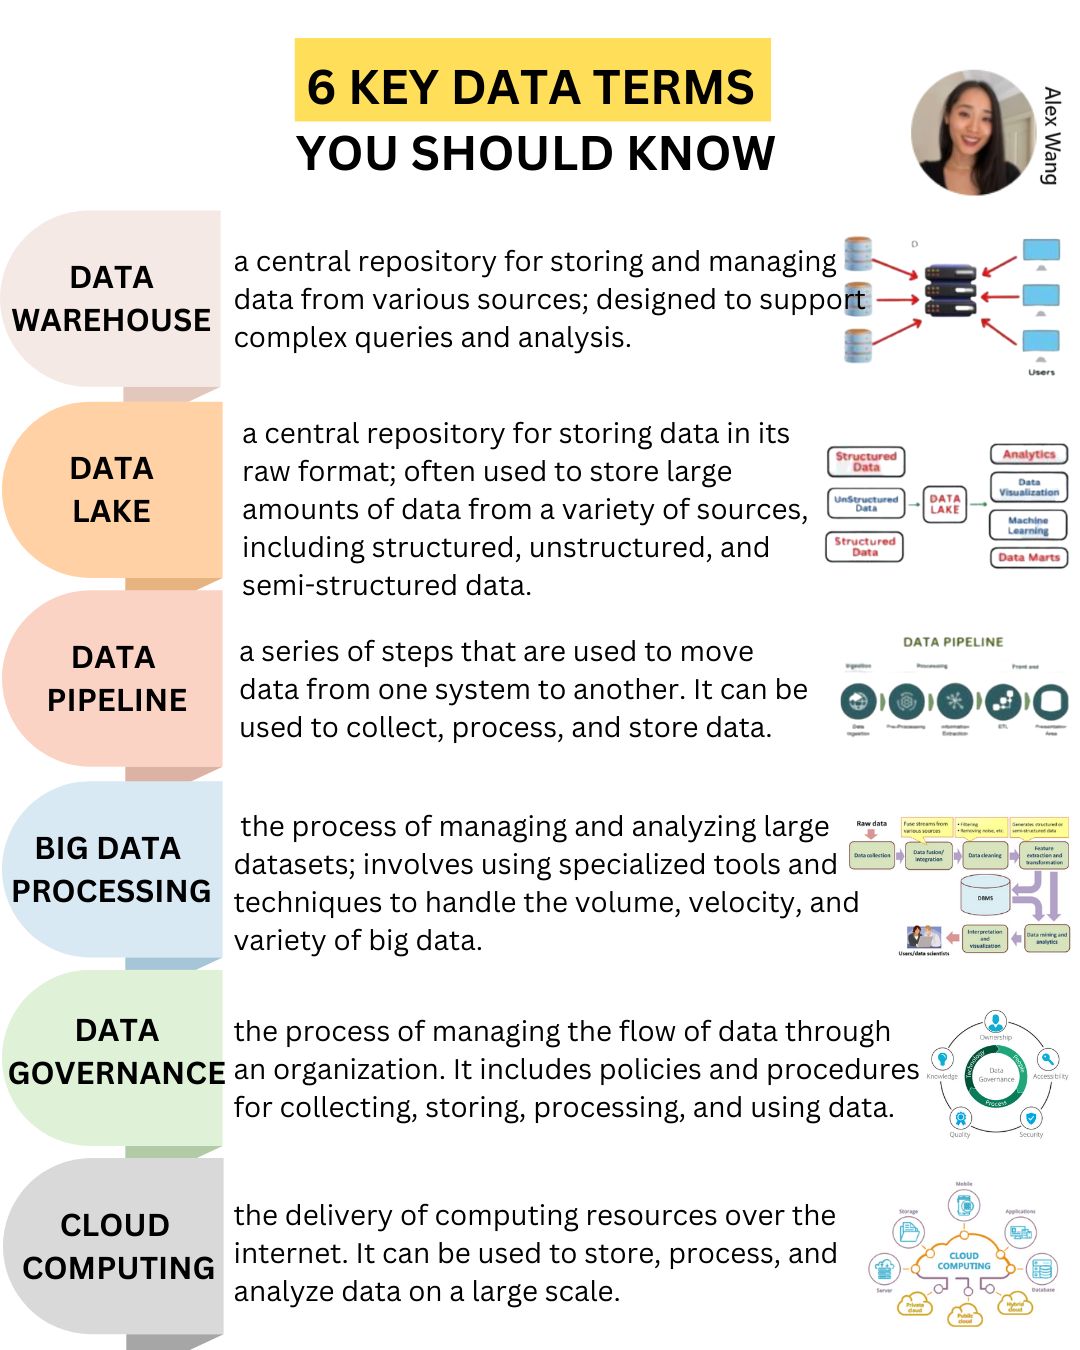 6 KEY DATA TERMS
YOU SHOULD KNOW
Alex Wang
DATA
WAREHOUSE
a central repository for storing and managing
data from various sources; designed to support
complex queries and analysis.
D
Users
DATA
LAKE
a central repository for storing data in its
raw format; often used to store large
amounts of data from a variety of sources,
including structured, unstructured, and
semi-structured data.
Structured
Data
UnStructured
Data
Structured
Data
DATA
LAKE
Analytics
Data
Visualization
Machine
Learning
Data Marts
DATA
PIPELINE
a series of steps that are used to move
data from one system to another. It can be
used to collect, process, and store data.
DATA PIPELINE
Ingestion
Processing
Front end
Data
Ingestion
Pre-Processing
Information
Extraction
ETL
Presentation
Area
BIG DATA
PROCESSING
the process of managing and analyzing large
datasets; involves using specialized tools and
techniques to handle the volume, velocity, and
variety of big data.
Raw data
Fuse streams from
various sources
• Filtering
• Removing noise, etc.
Generates structured or
semi-structured data
Data collection
Data fusion/
integration
Data cleaning
Feature
extraction and
transformation
DBMS
Users/data scientists
Interpretation
and
visualization
Data mining and
analytics
DATA
GOVERNANCE
the process of managing the flow of data through
an organization. It includes policies and procedures
for collecting, storing, processing, and using data.
Ownership
Knowledge
Accessibility
Quality
Security
Technology
People
Process
Data
Governance
CLOUD
COMPUTING
the delivery of computing resources over the
internet. It can be used to store, process, and
analyze data on a large scale.
Mobile
Storage
Applications
Server
Database
CLOUD
COMPUTING
Private
cloud
Public
cloud
Hybrid
cloud